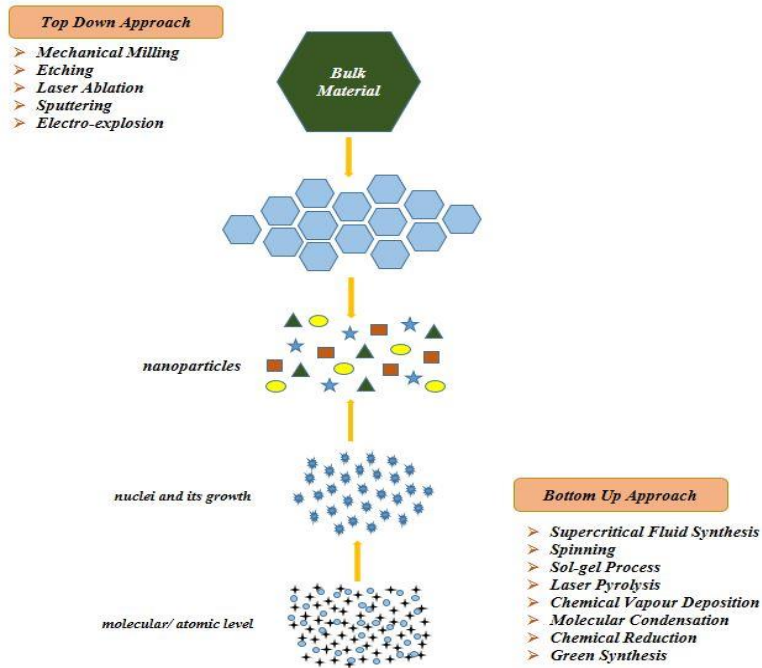 Top Down Approach
Mechanical Milling
Etching
Laser Ablation
Sputtering
Electro-explosion
Bulk
Material
nanoparticles
nuclei and its growth
molecular/ atomic level
Bottom Up Approach
Supercritical Fluid Synthesis
Spinning
Sol-gel Process
Laser Pyrolysis
Chemical Vapour Deposition
Molecular Condensation
Chemical Reduction
Green Synthesis